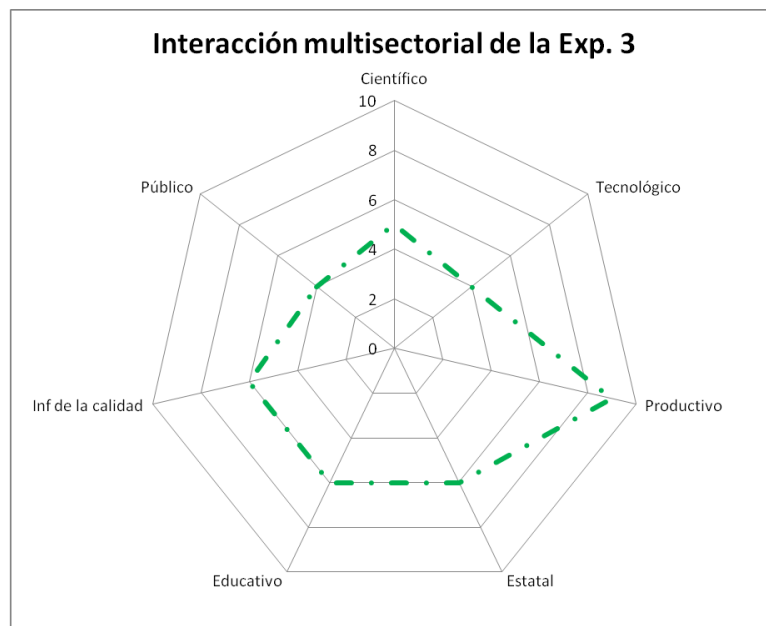 Interacción multisectorial de la Exp. 3
Científico
10
8
6
4
2
0
Público
Tecnológico
Inf de la calidad
Productivo
Educativo
Estatal